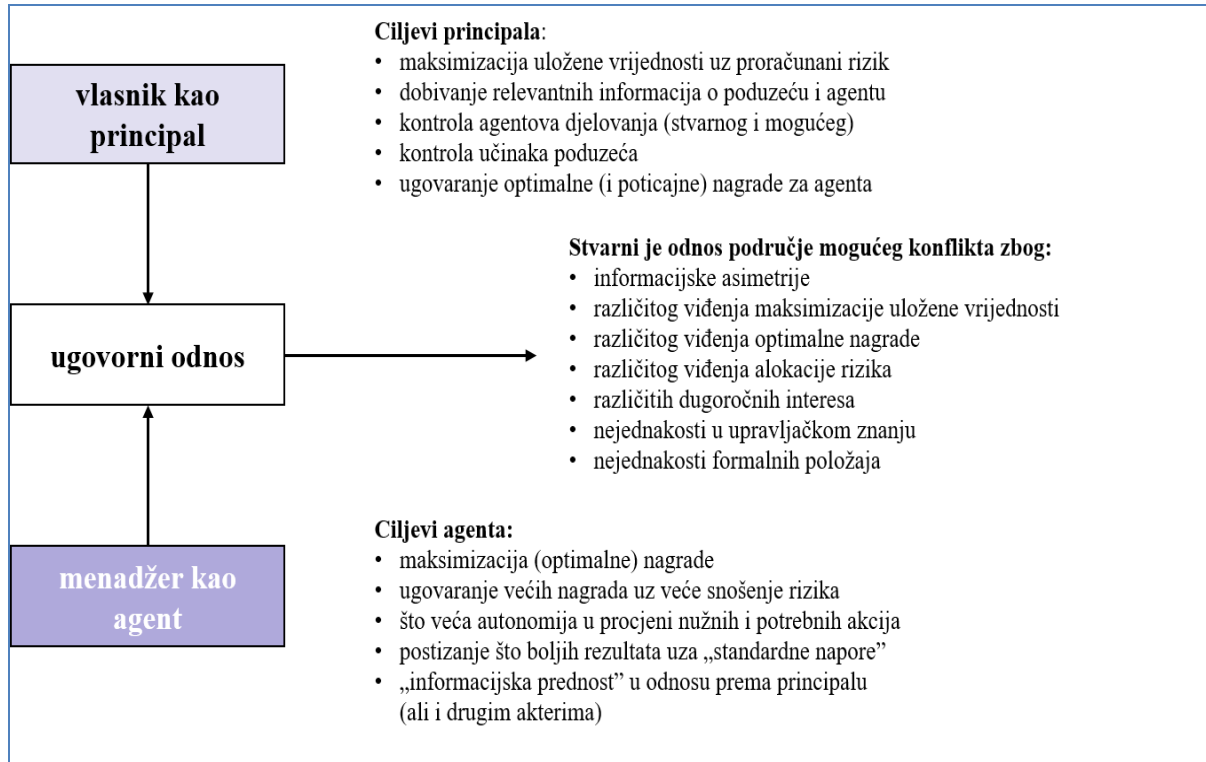 Ciljevi principala:
• maksimizacija uložene vrijednosti uz proračunani rizik
• dobivanje relevantnih informacija o poduzeću i agentu
• kontrola agentova djelovanja (stvarnog i mogućeg)
• kontrola učinaka poduzeća
• ugovaranje optimalne (i poticajne) nagrade za agenta
vlasnik kao
principal
Stvarni je odnos područje mogućeg konflikta zbog:
• informacijske asimetrije
• različitog viđenja maksimizacije uložene vrijednosti
• različitog viđenja optimalne nagrade
• različitog viđenja alokacije rizika
• različitih dugoročnih interesa
• nejednakosti u upravljačkom znanju
• nejednakosti formalnih položaja
ugovorni odnos
Ciljevi agenta:
• maksimizacija (optimalne) nagrade
• ugovaranje većih nagrada uz veće snošenje rizika
• što veća autonomija u procjeni nužnih i potrebnih akcija
• postizanje što boljih rezultata uza „standardne napore”
• „informacijska prednost” u odnosu prema principalu
(ali i drugim akterima)
menadžer kao
agent